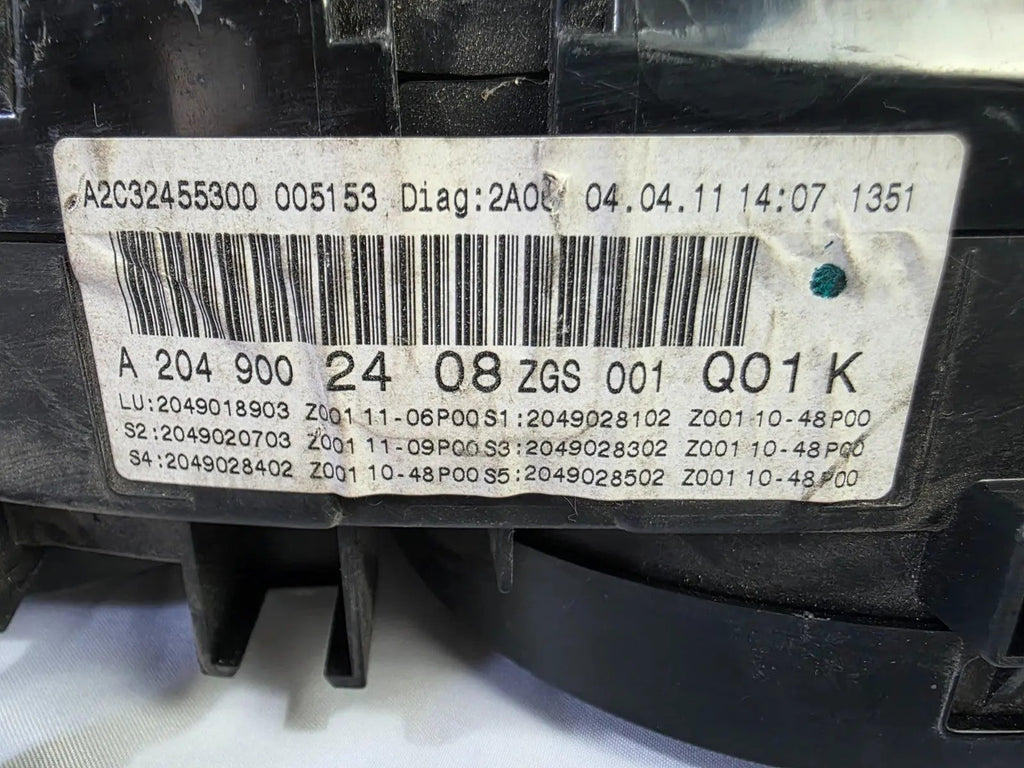 A2C32455300 005153 04.04.11 14:07 1351
A 204 900 24 08 ZGS 001 Q01 K
LU:2049018903 Z001 11-06P00 S1:2049028102 Z001 10-48P00
S2:2049020703 Z001 11-09P00 S3:2049028302 Z001 10-48P00
S4:2049028402 Z001 10-48P00 S5:2049028502 Z001 10-48P00